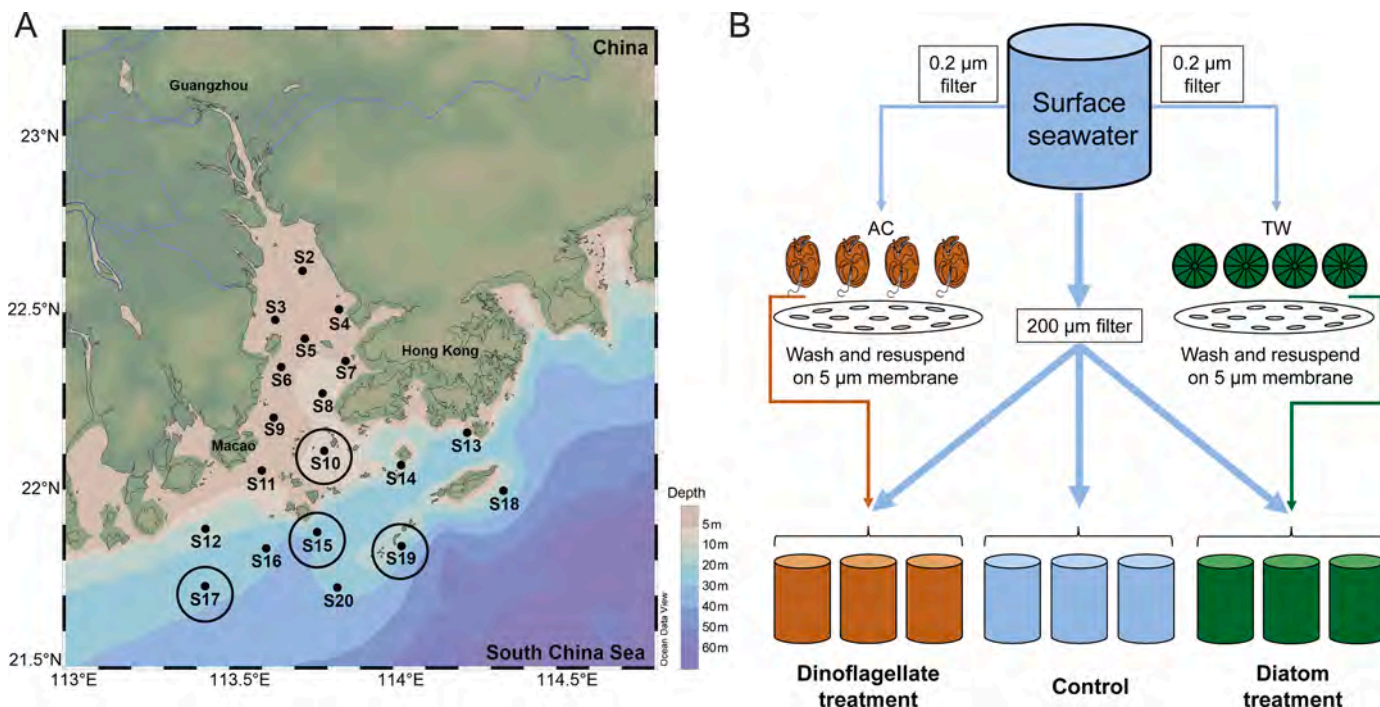 A
China
Guangzhou
23°N
22.5°N
22°N
21.5°N
S2
S3
S4
S5
S6
S7
Hong Kong
S8
S9
Macao
S10
S11
S13
S14
S12
S15
S16
S18
S19
S17
S20
South China Sea
113°E
113.5°E
114°E
114.5°E
Depth
5m
10m
20m
30m
40m
50m
60m
Ocean Data View
B
0.2 µm
filter
Surface
seawater
0.2 µm
filter
AC
TW
200 µm filter
Wash and resuspend
on 5 µm membrane
Wash and resuspend
on 5 µm membrane
Dinoflagellate
treatment
Control
Diatom
treatment